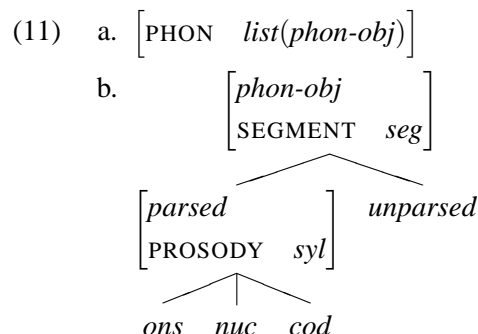 (11) a. [PHON list(phon-obj)]
b. [phon-obj
SEGMENT seg]
[parsed
PROSODY syl] unparsed
ons nuc cod